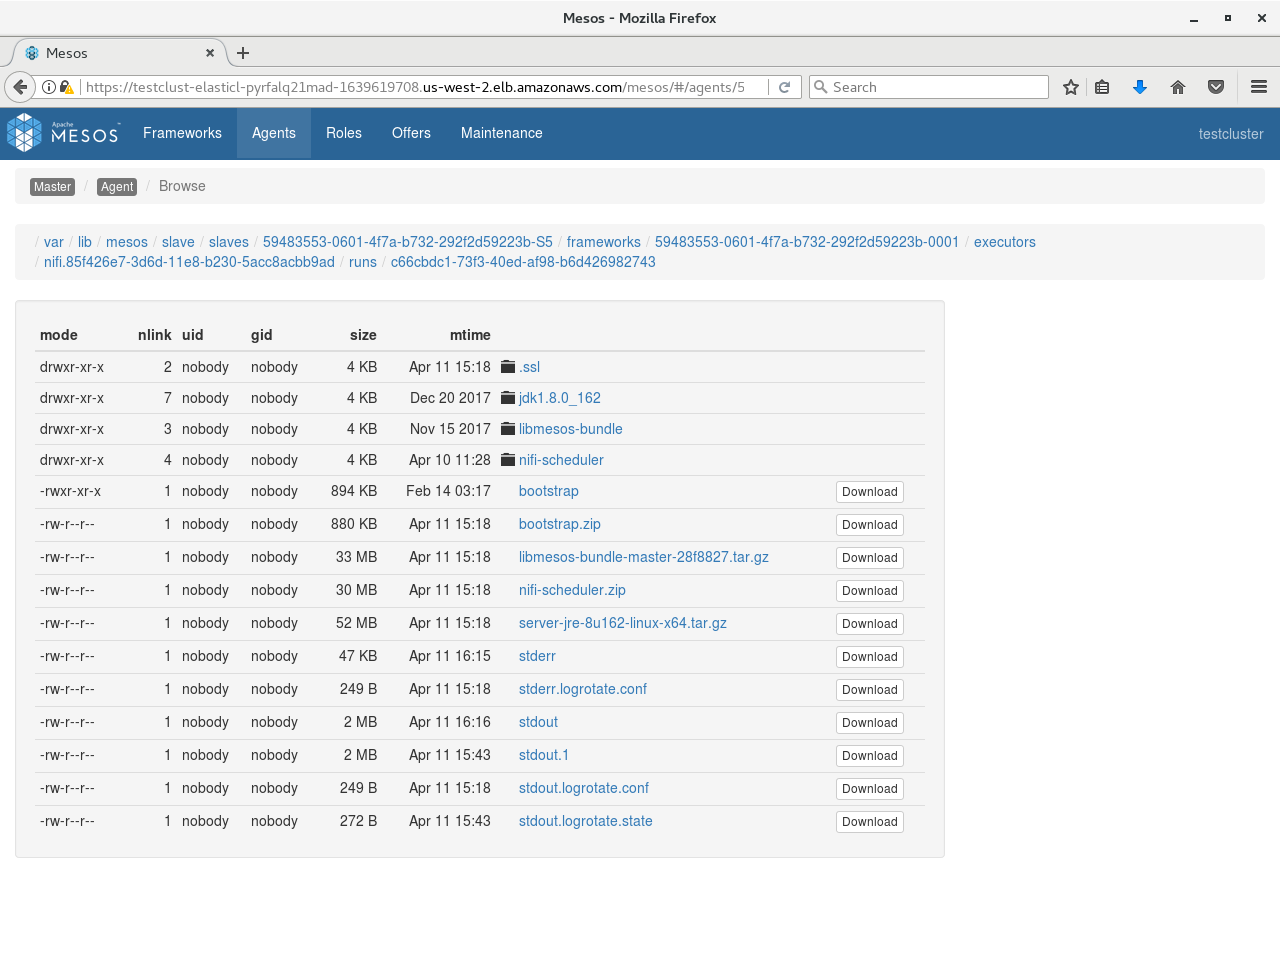 Mesos - Mozilla Firefox
Mesos
https://testclust-elasticl-pyrfalq21mad-1639619708.us-west-2.elb.amazonaws.com/mesos/#/agents/5
Search
Apache MESOS™ Frameworks Agents Roles Offers Maintenance testcluster
Master / Agent / Browse
/ var / lib / mesos / slave / slaves / 59483553-0601-4f7a-b732-292f2d59223b-S5 / frameworks / 59483553-0601-4f7a-b732-292f2d59223b-0001 / executors
/ nifi.85f426e7-3d6d-11e8-b230-5acc8acbb9ad / runs / c66cbdc1-73f3-40ed-af98-b6d426982743
mode nlink uid gid size mtime
drwxr-xr-x 2 nobody nobody 4 KB Apr 11 15:18 .ssl
drwxr-xr-x 7 nobody nobody 4 KB Dec 20 2017 jdk1.8.0_162
drwxr-xr-x 3 nobody nobody 4 KB Nov 15 2017 libmesos-bundle
drwxr-xr-x 4 nobody nobody 4 KB Apr 10 11:28 nifi-scheduler
-rwxr-xr-x 1 nobody nobody 894 KB Feb 14 03:17 bootstrap Download
-rw-r--r-- 1 nobody nobody 880 KB Apr 11 15:18 bootstrap.zip Download
-rw-r--r-- 1 nobody nobody 33 MB Apr 11 15:18 libmesos-bundle-master-28f8827.tar.gz Download
-rw-r--r-- 1 nobody nobody 30 MB Apr 11 15:18 nifi-scheduler.zip Download
-rw-r--r-- 1 nobody nobody 52 MB Apr 11 15:18 server-jre-8u162-linux-x64.tar.gz Download
-rw-r--r-- 1 nobody nobody 47 KB Apr 11 16:15 stderr Download
-rw-r--r-- 1 nobody nobody 249 B Apr 11 15:18 stderr.logrotate.conf Download
-rw-r--r-- 1 nobody nobody 2 MB Apr 11 16:16 stdout Download
-rw-r--r-- 1 nobody nobody 2 MB Apr 11 15:43 stdout.1 Download
-rw-r--r-- 1 nobody nobody 249 B Apr 11 15:18 stdout.logrotate.conf Download
-rw-r--r-- 1 nobody nobody 272 B Apr 11 15:43 stdout.logrotate.state Download